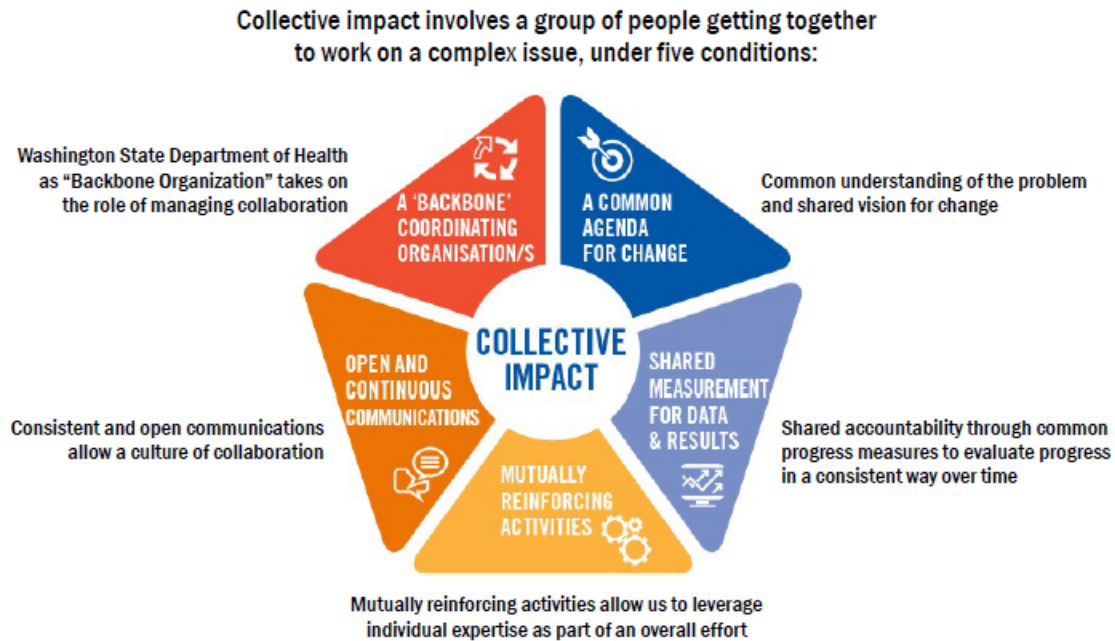 Collective impact involves a group of people getting together
to work on a complex issue, under five conditions:
Washington State Department of Health
as “Backbone Organization” takes on
the role of managing collaboration
A ‘BACKBONE’
COORDINATING
ORGANISATION/S
A COMMON
AGENDA
FOR CHANGE
Common understanding of the problem
and shared vision for change
COLLECTIVE
IMPACT
OPEN AND
CONTINUOUS
COMMUNICATIONS
Consistent and open communications
allow a culture of collaboration
SHARED
MEASUREMENT
FOR DATA
& RESULTS
Shared accountability through common
progress measures to evaluate progress
in a consistent way over time
MUTUALLY
REINFORCING
ACTIVITIES
Mutually reinforcing activities allow us to leverage
individual expertise as part of an overall effort